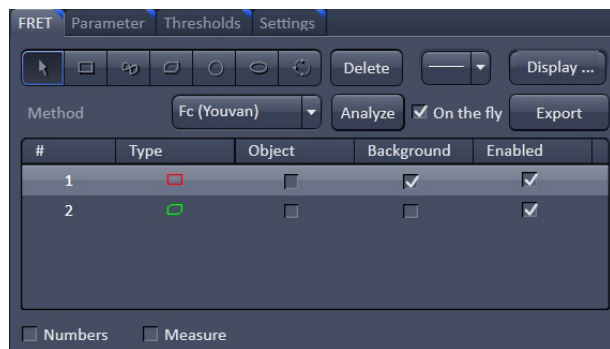 FRET Parameter Thresholds Settings
Delete Display ...
Method Fc (Youvan) Analyze On the fly Export
# Type Object Background Enabled
1
2
Numbers Measure